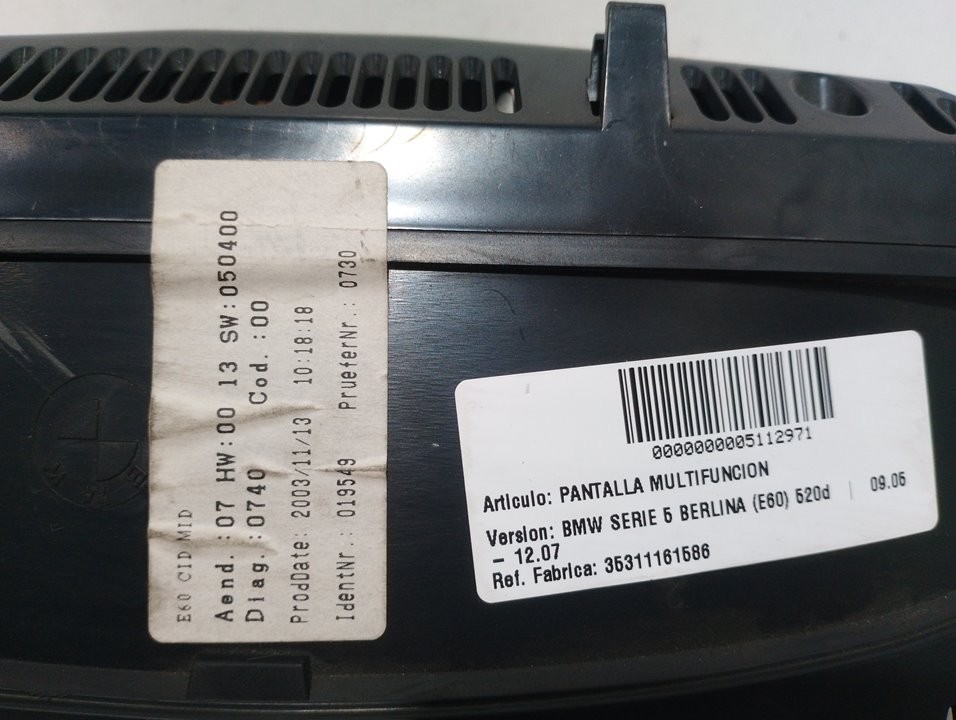 E60 CID MID
Aend. :07 HW:00 13 SW:050400
Diag.:0740 Cod. :00
ProdDate: 2003/11/13 10:18:18
IdentNr.: 019549 PrueferNr.: 0730
0000000005112971
Artículo: PANTALLA MULTIFUNCION
Version: BMW SERIE 5 BERLINA (E60) 520d | 09.05
– 12.07
Ref. Fabrica: 35311161586